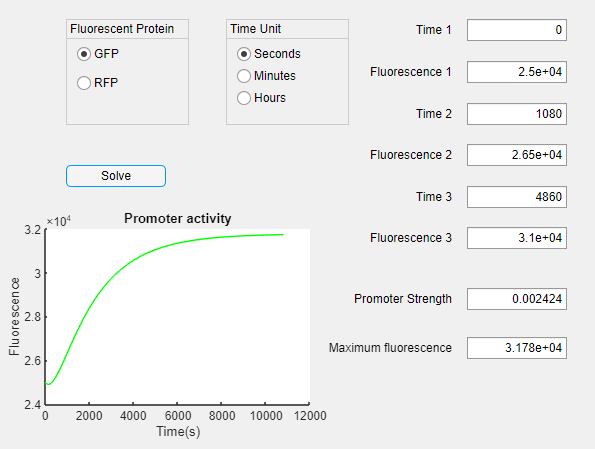 Fluorescent Protein
GFP
RFP
Time Unit
Seconds
Minutes
Hours
Time 1 0
Fluorescence 1 2.5e+04
Time 2 1080
Fluorescence 2 2.65e+04
Time 3 4860
Fluorescence 3 3.1e+04
Promoter Strength 0.002424
Maximum fluorescence 3.178e+04
Solve
Promoter activity
×10⁴
3.2
3
2.8
2.6
2.4
Fluorescence
0 2000 4000 6000 8000 10000 12000
Time(s)